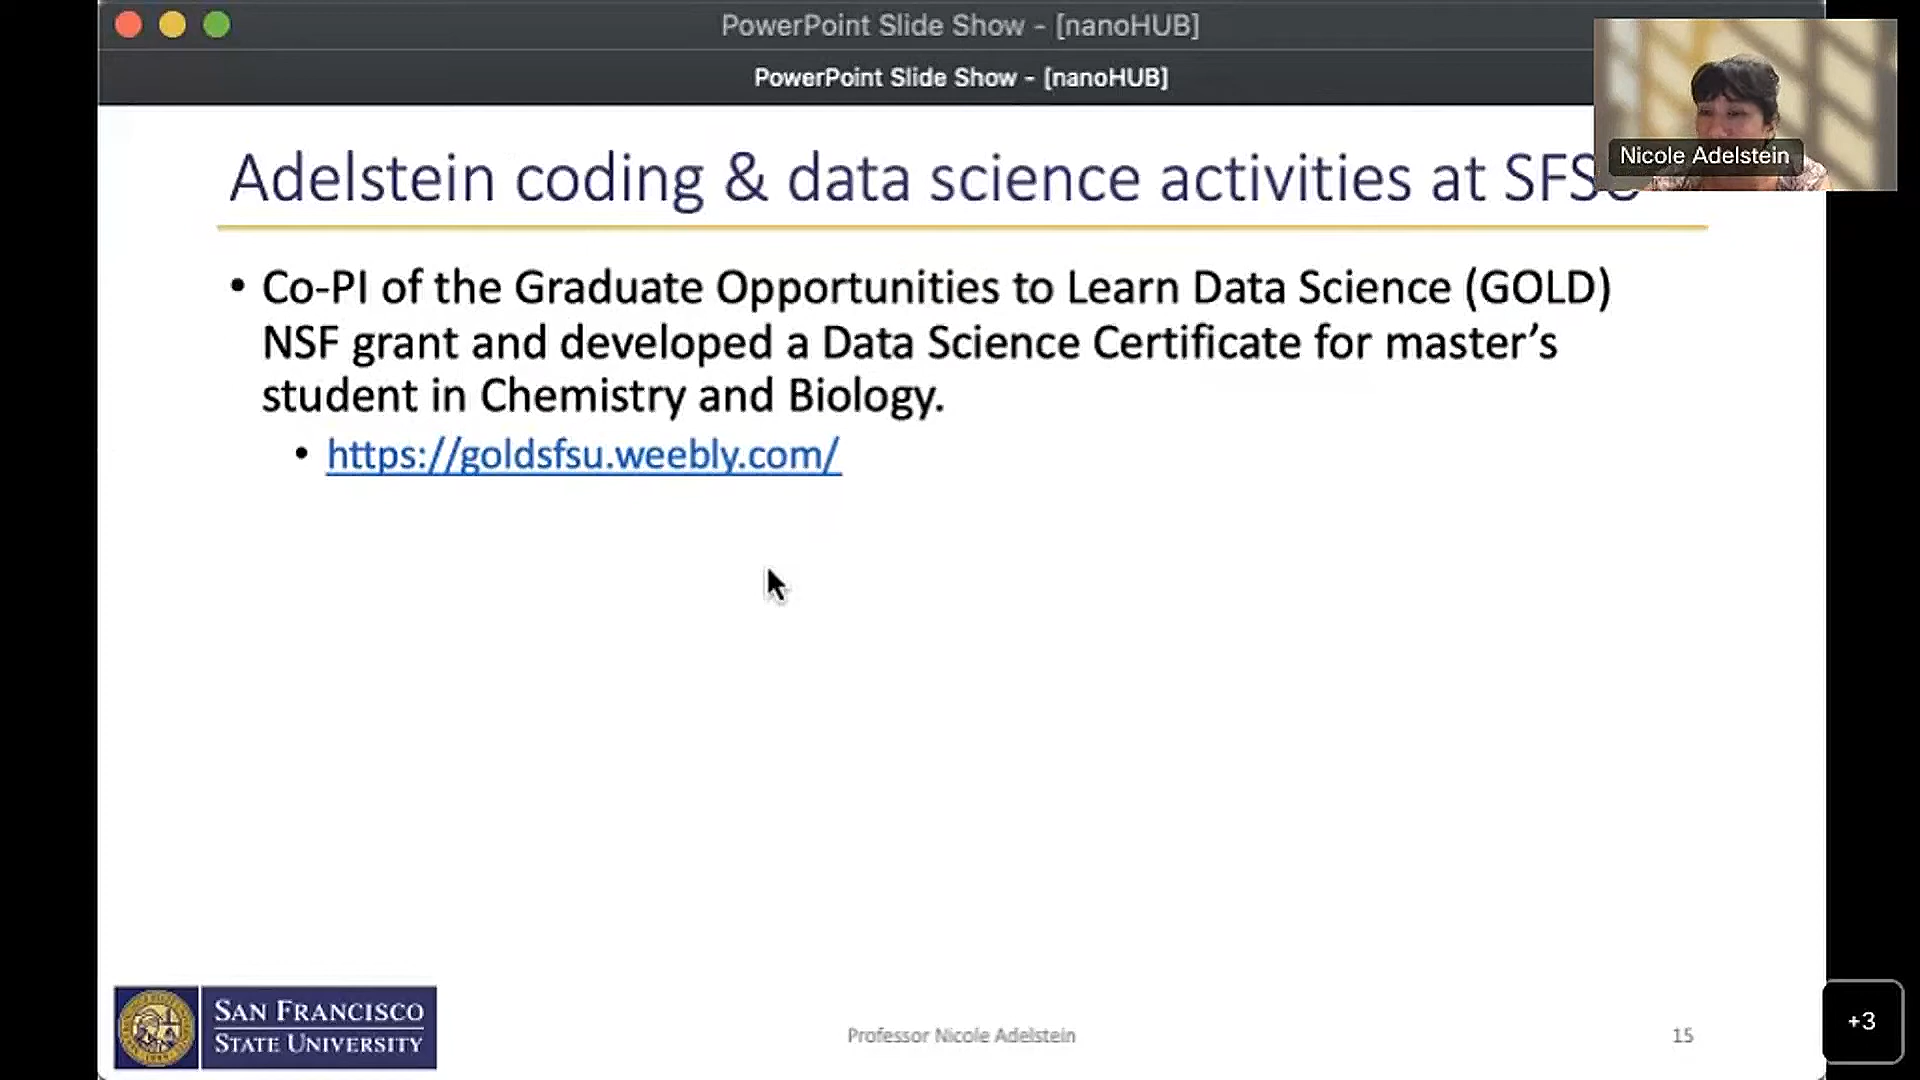 PowerPoint Slide Show - [nanoHUB]
PowerPoint Slide Show - [nanoHUB]
Nicole Adelstein
Adelstein coding & data science activities at SFSU
• Co-PI of the Graduate Opportunities to Learn Data Science (GOLD)
NSF grant and developed a Data Science Certificate for master’s
student in Chemistry and Biology.
• https://goldsfsu.weebly.com/
SAN FRANCISCO
STATE UNIVERSITY
Professor Nicole Adelstein
15
+3